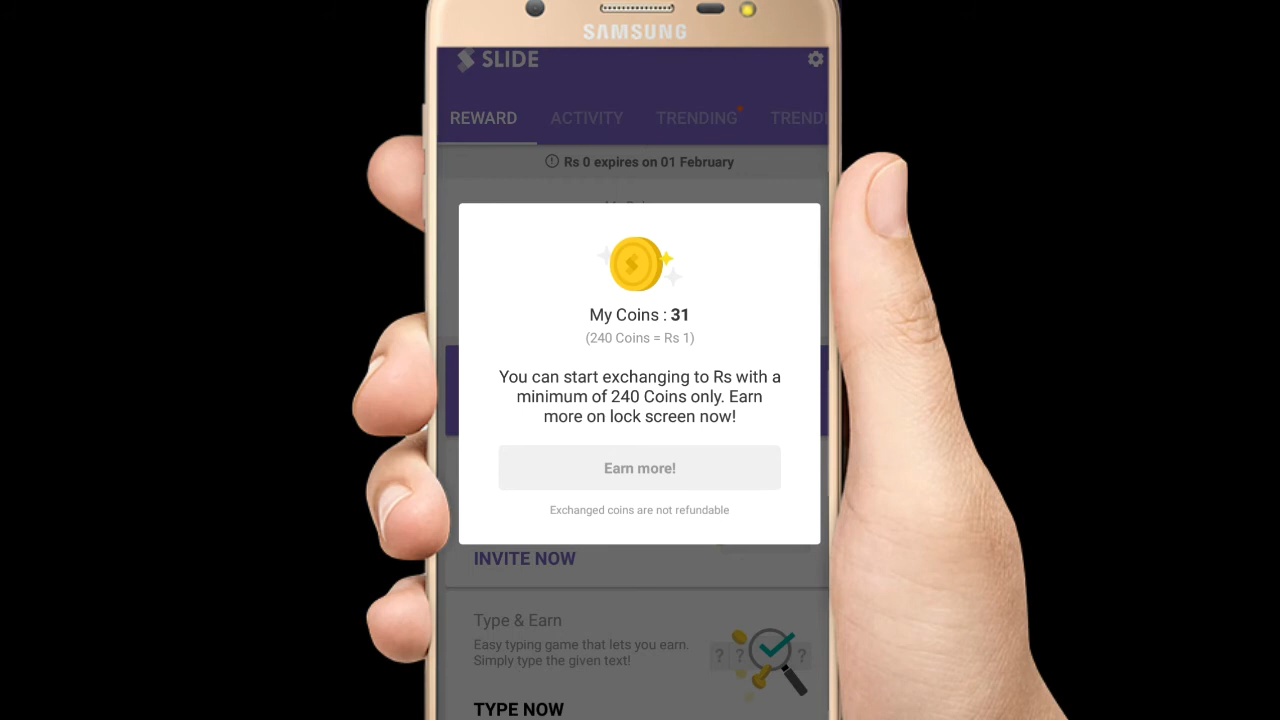 SAMSUNG
SLIDE
REWARD ACTIVITY TRENDING TRENDI
Rs 0 expires on 01 February
My Coins : 31
(240 Coins = Rs 1)
You can start exchanging to Rs with a
minimum of 240 Coins only. Earn
more on lock screen now!
Earn more!
Exchanged coins are not refundable
INVITE NOW
Type & Earn
Easy typing game that lets you earn.
Simply type the given text!
? ? ?
TYPE NOW